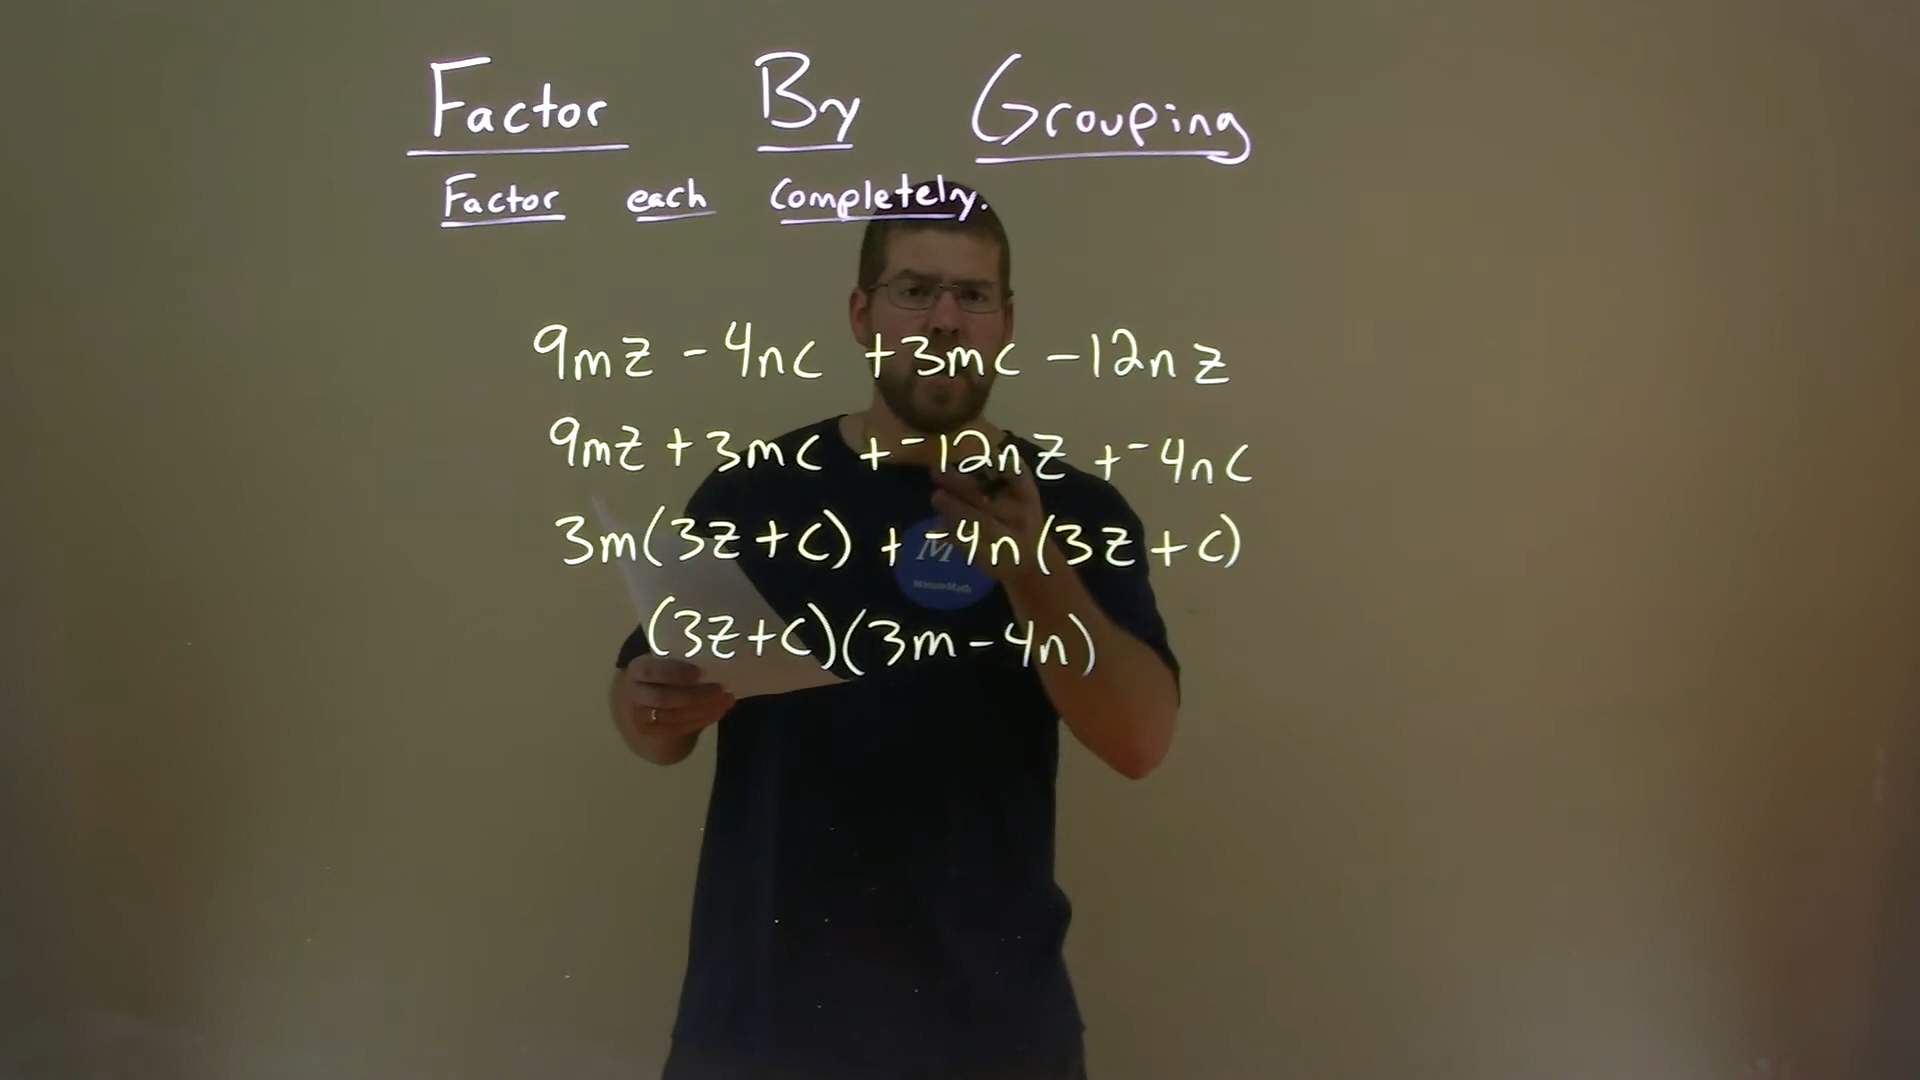 Factor By Grouping
Factor each completely.
9mz - 4nc + 3mc - 12nz
9mz + 3mc + -12nz + -4nc
3m(3z + c) + -4n(3z + c)
(3z + c)(3m - 4n)
M
MinuteMath